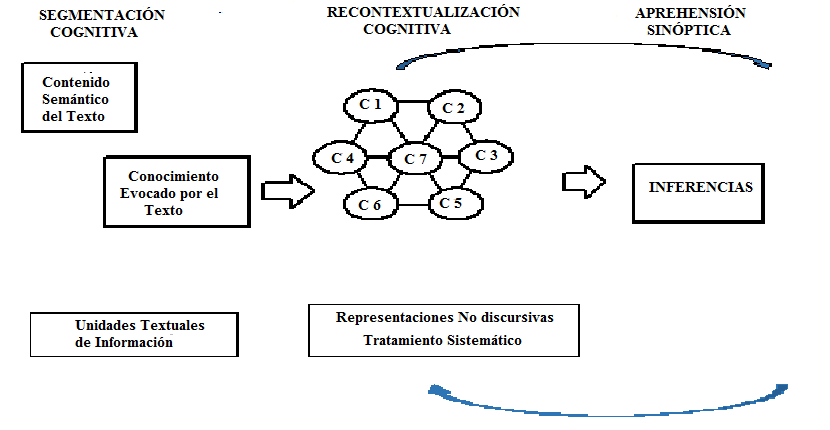 SEGMENTACIÓN
COGNITIVA
RECONTEXTUALIZACIÓN
COGNITIVA
APREHENSIÓN
SINÓPTICA
Contenido
Semántico
del Texto
C 1
C 2
C 4
C 7
C 3
C 6
C 5
Conocimiento
Evocado por el
Texto
INFERENCIAS
Unidades Textuales
de Información
Representaciones No discursivas
Tratamiento Sistemático